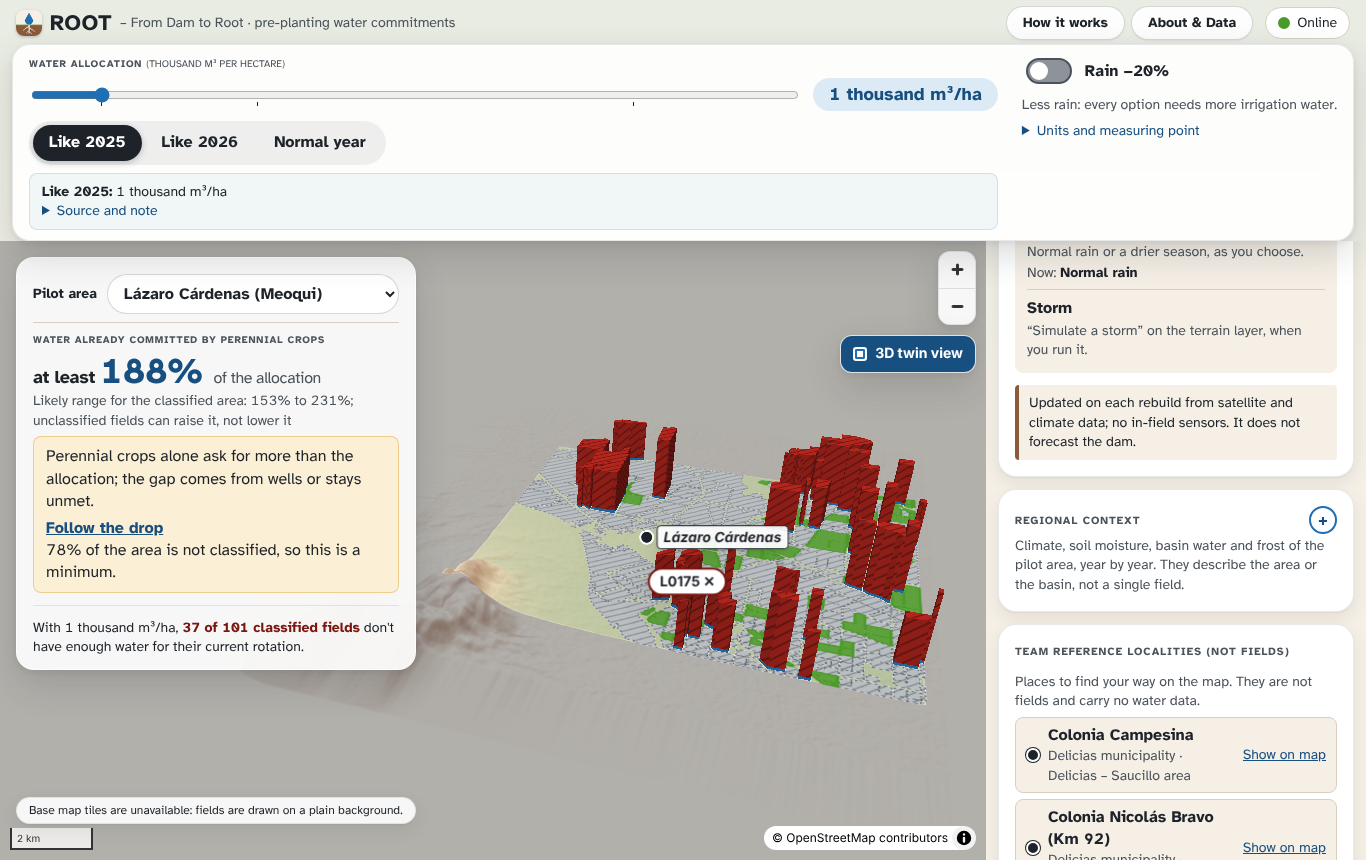 ROOT – From Dam to Root · pre-planting water commitments
How it works
About & Data
Online
WATER ALLOCATION (THOUSAND M³ PER HECTARE)
1 thousand m³/ha
Like 2025
Like 2026
Normal year
Like 2025: 1 thousand m³/ha
Source and note
Rain −20%
Less rain: every option needs more irrigation water.
Units and measuring point
Pilot area
Lázaro Cárdenas (Meoqui)
WATER ALREADY COMMITTED BY PERENNIAL CROPS
at least 188% of the allocation
Likely range for the classified area: 153% to 231%;
unclassified fields can raise it, not lower it
Perennial crops alone ask for more than the
allocation; the gap comes from wells or stays
unmet.
Follow the drop
78% of the area is not classified, so this is a
minimum.
With 1 thousand m³/ha, 37 of 101 classified fields don't
have enough water for their current rotation.
+
−
3D twin view
Lázaro Cárdenas
L0175 ×
Base map tiles are unavailable: fields are drawn on a plain background.
2 km
© OpenStreetMap contributors
Normal rain or a drier season, as you choose.
Now: Normal rain
Storm
“Simulate a storm” on the terrain layer, when
you run it.
Updated on each rebuild from satellite and
climate data; no in-field sensors. It does not
forecast the dam.
REGIONAL CONTEXT
+
Climate, soil moisture, basin water and frost of the
pilot area, year by year. They describe the area or
the basin, not a single field.
TEAM REFERENCE LOCALITIES (NOT FIELDS)
Places to find your way on the map. They are not
fields and carry no water data.
Colonia Campesina
Delicias municipality ·
Delicias – Saucillo area
Show on map
Colonia Nicolás Bravo
(Km 92)
Delicias municipality
Show on map